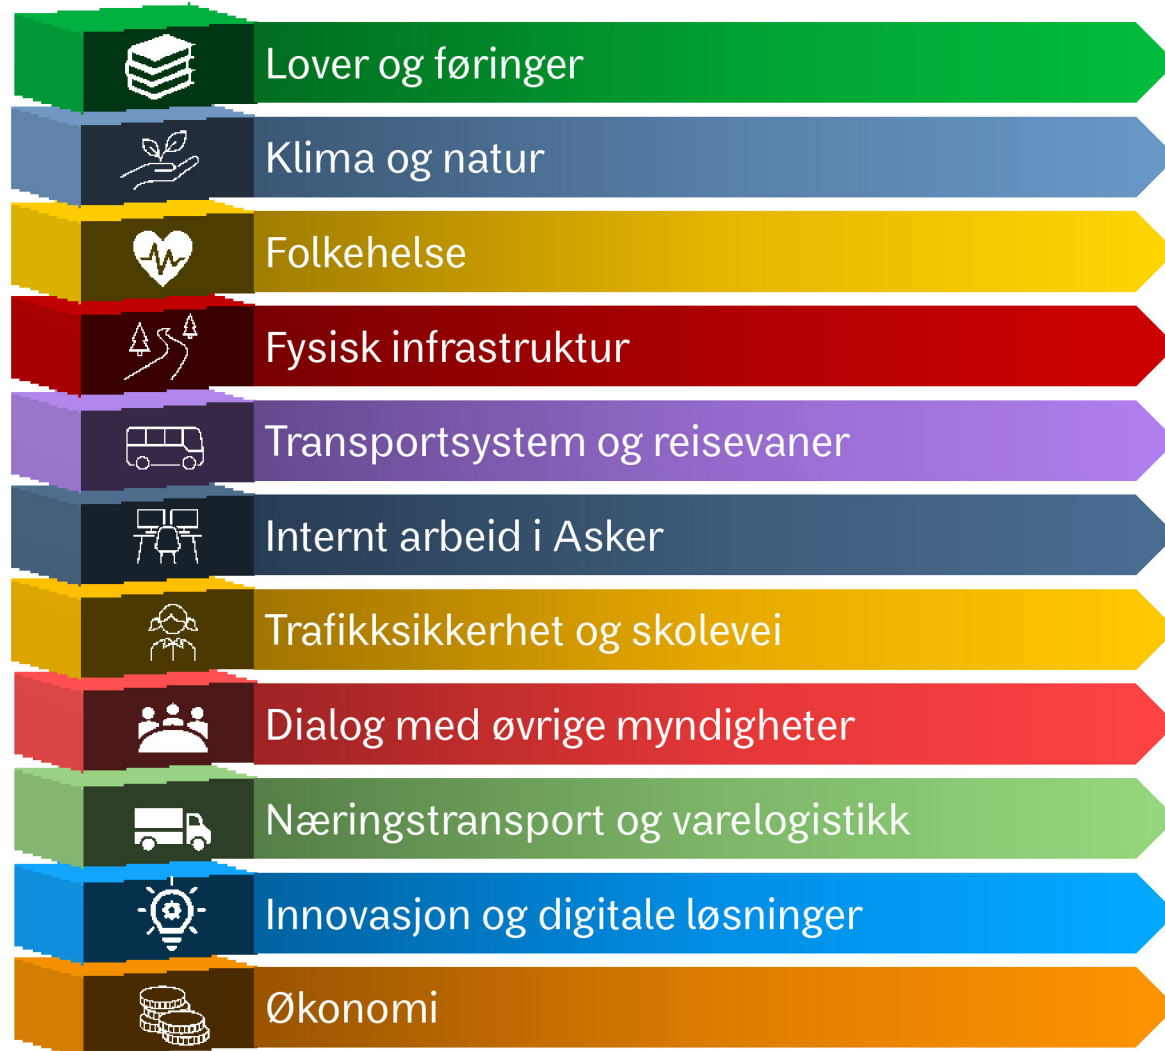 Lover og føringer
Klima og natur
Folkehelse
Fysisk infrastruktur
Transportsystem og reisevaner
Internt arbeid i Asker
Trafikksikkerhet og skolevei
Dialog med øvrige myndigheter
Næringstransport og varelogistikk
Innovasjon og digitale løsninger
Økonomi